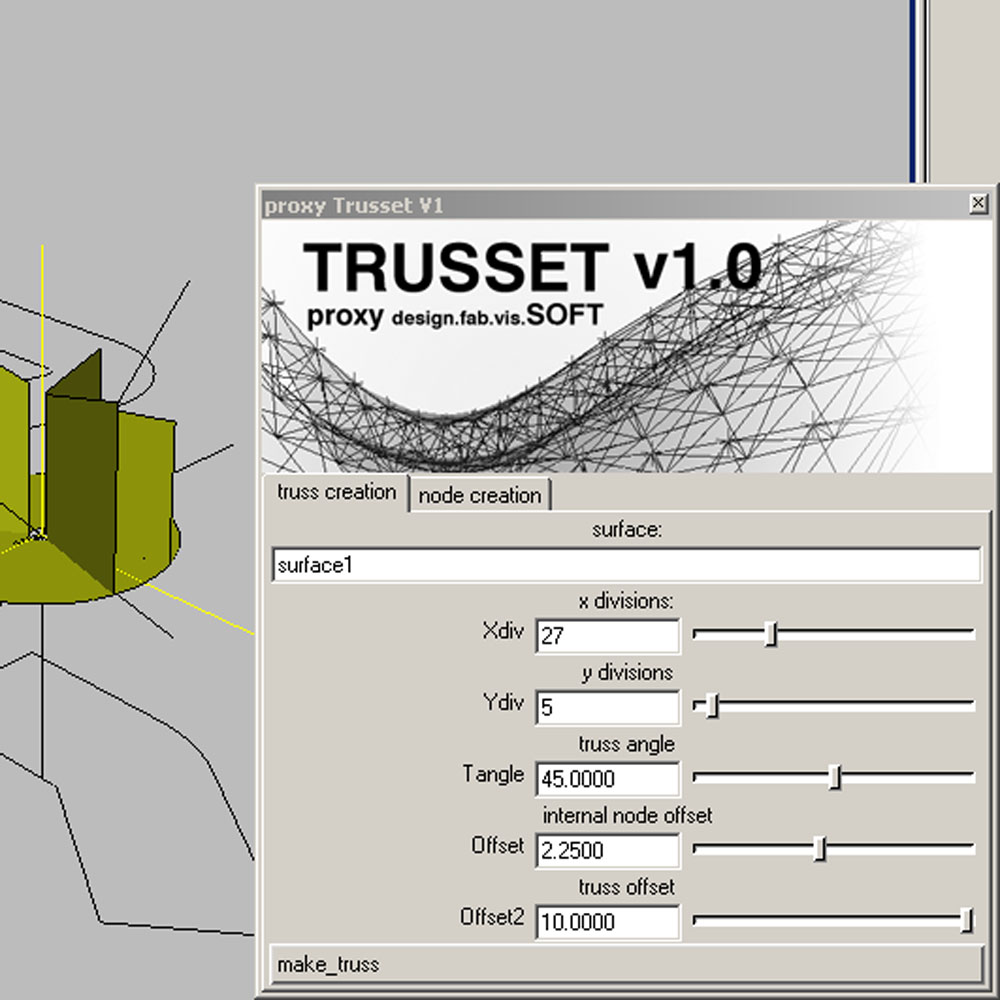 proxy Trusset V1
TRUSSET v1.0
proxy design.fab.vis.SOFT
truss creation node creation
surface:
surface1
x divisions:
Xdiv 27
y divisions
Ydiv 5
truss angle
Tangle 45.0000
internal node offset
Offset 2.2500
truss offset
Offset2 10.0000
make_truss